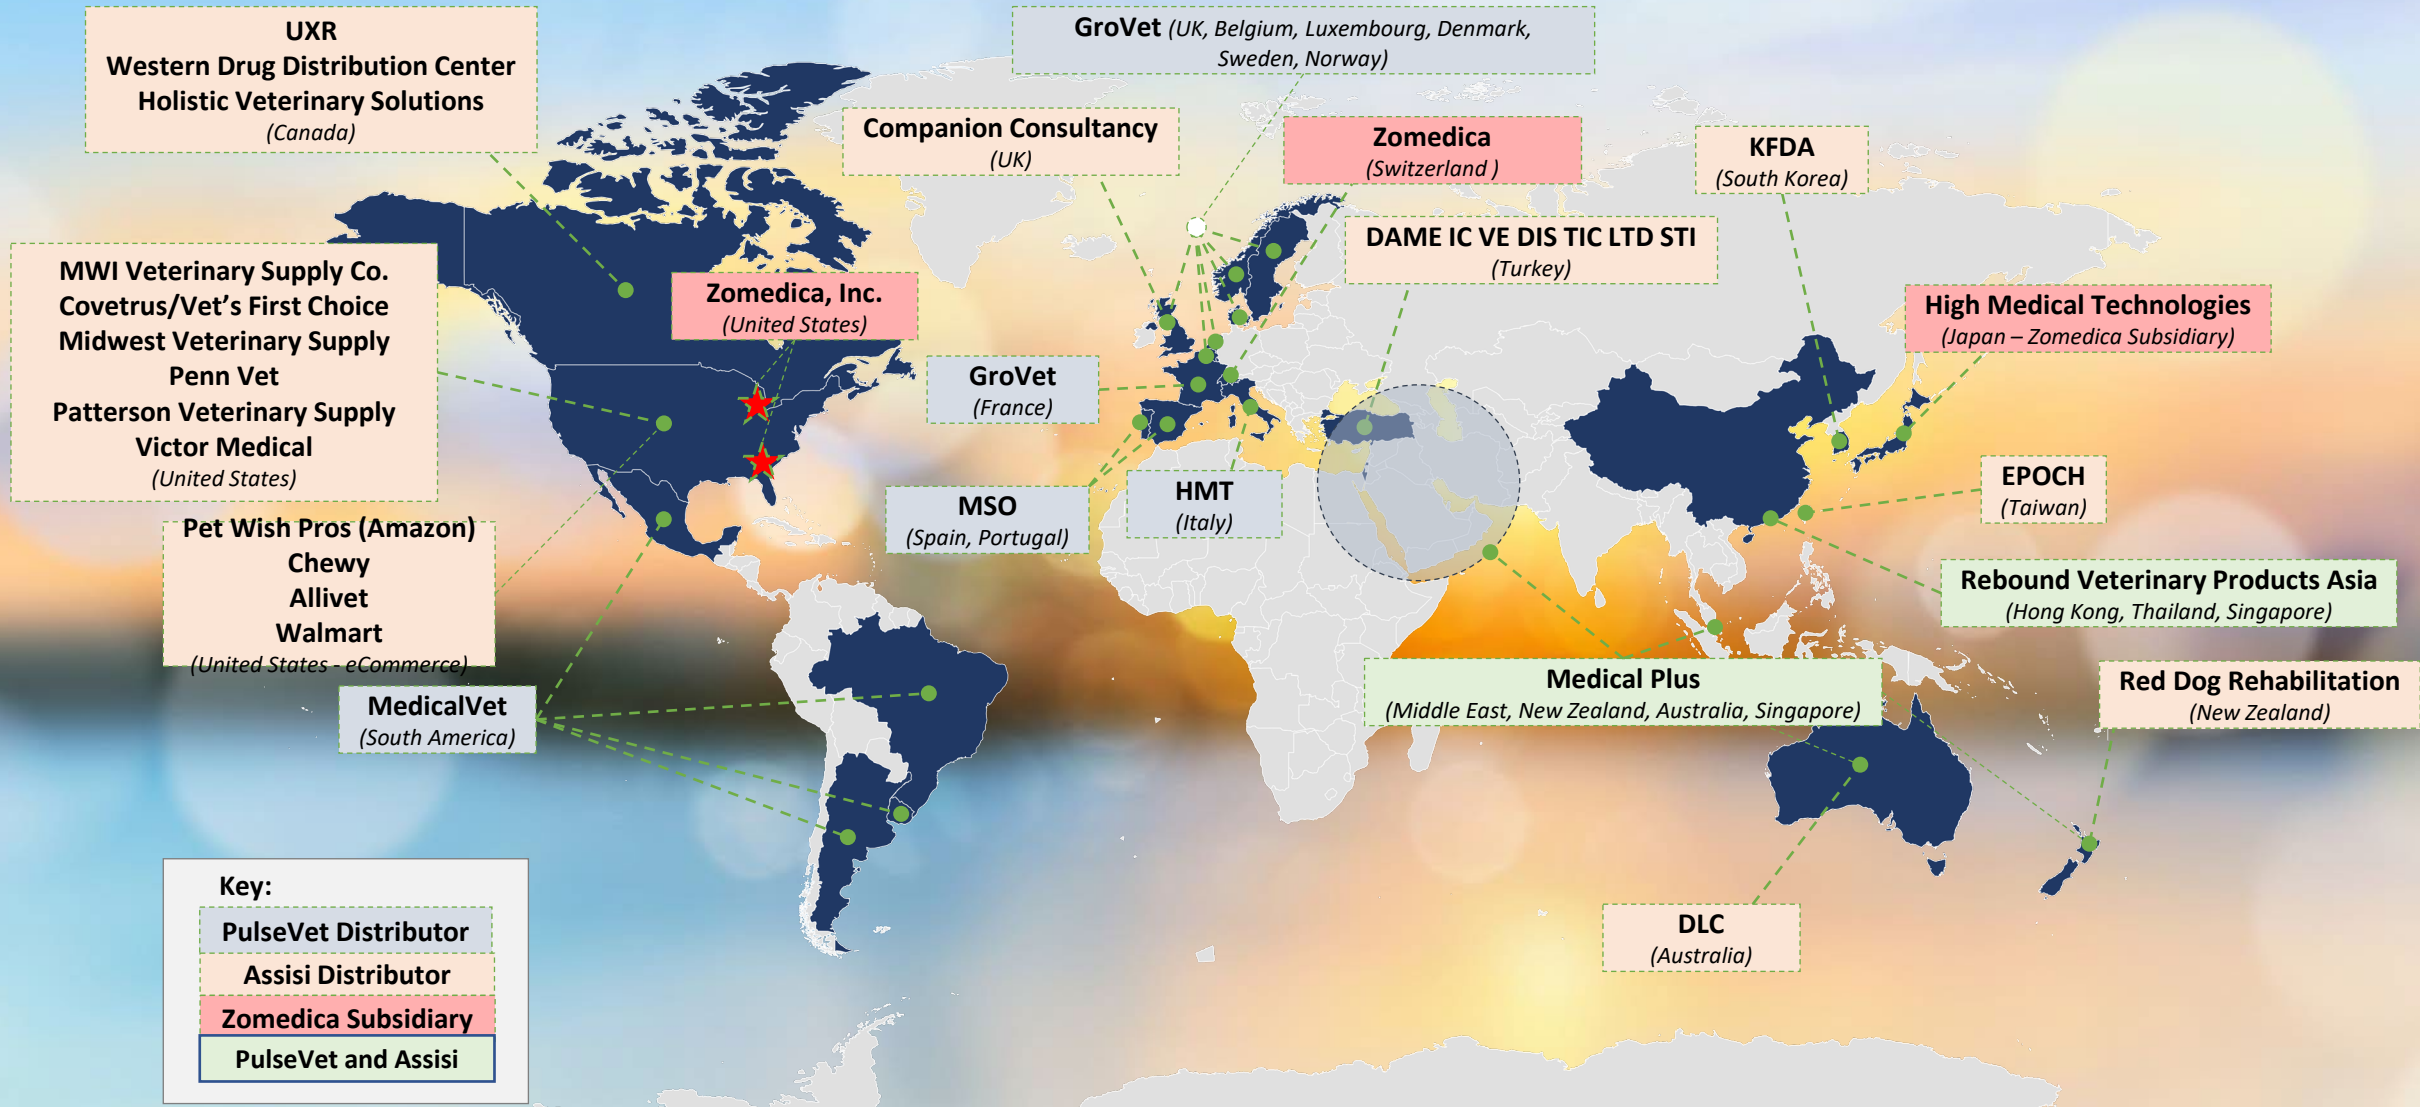 UXR
Western Drug Distribution Center
Holistic Veterinary Solutions
(Canada)
GroVet (UK, Belgium, Luxembourg, Denmark,
Sweden, Norway)
Companion Consultancy
(UK)
Zomedica
(Switzerland )
KFDA
(South Korea)
DAME IC VE DIS TIC LTD STI
(Turkey)
MWI Veterinary Supply Co.
Covetrus/Vet’s First Choice
Midwest Veterinary Supply
Penn Vet
Patterson Veterinary Supply
Victor Medical
(United States)
Zomedica, Inc.
(United States)
High Medical Technologies
(Japan – Zomedica Subsidiary)
GroVet
(France)
MSO
(Spain, Portugal)
HMT
(Italy)
EPOCH
(Taiwan)
Pet Wish Pros (Amazon)
Chewy
Allivet
Walmart
(United States - eCommerce)
Rebound Veterinary Products Asia
(Hong Kong, Thailand, Singapore)
MedicalVet
(South America)
Medical Plus
(Middle East, New Zealand, Australia, Singapore)
Red Dog Rehabilitation
(New Zealand)
DLC
(Australia)
Key:
PulseVet Distributor
Assisi Distributor
Zomedica Subsidiary
PulseVet and Assisi